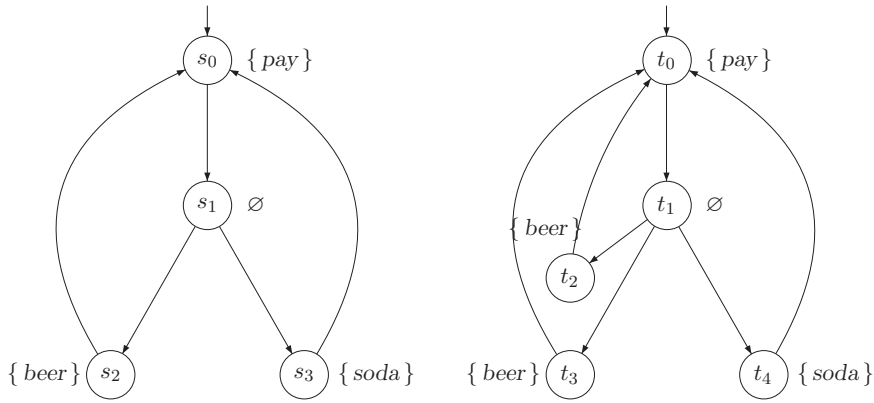 s0 { pay }
s1 ∅
{ beer } s2
s3 { soda }
t0 { pay }
t1 ∅
{ beer }
t2
{ beer } t3
t4 { soda }